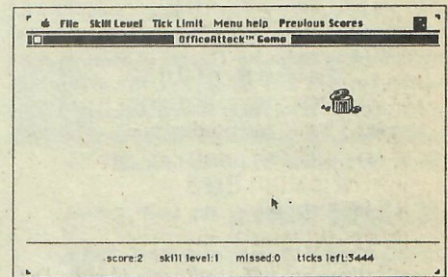 File Skill Level Tick Limit Menu help Previous Scores
OfficeAttack™ Game
score:2 skill level:1 missed:0 ticks left:3444